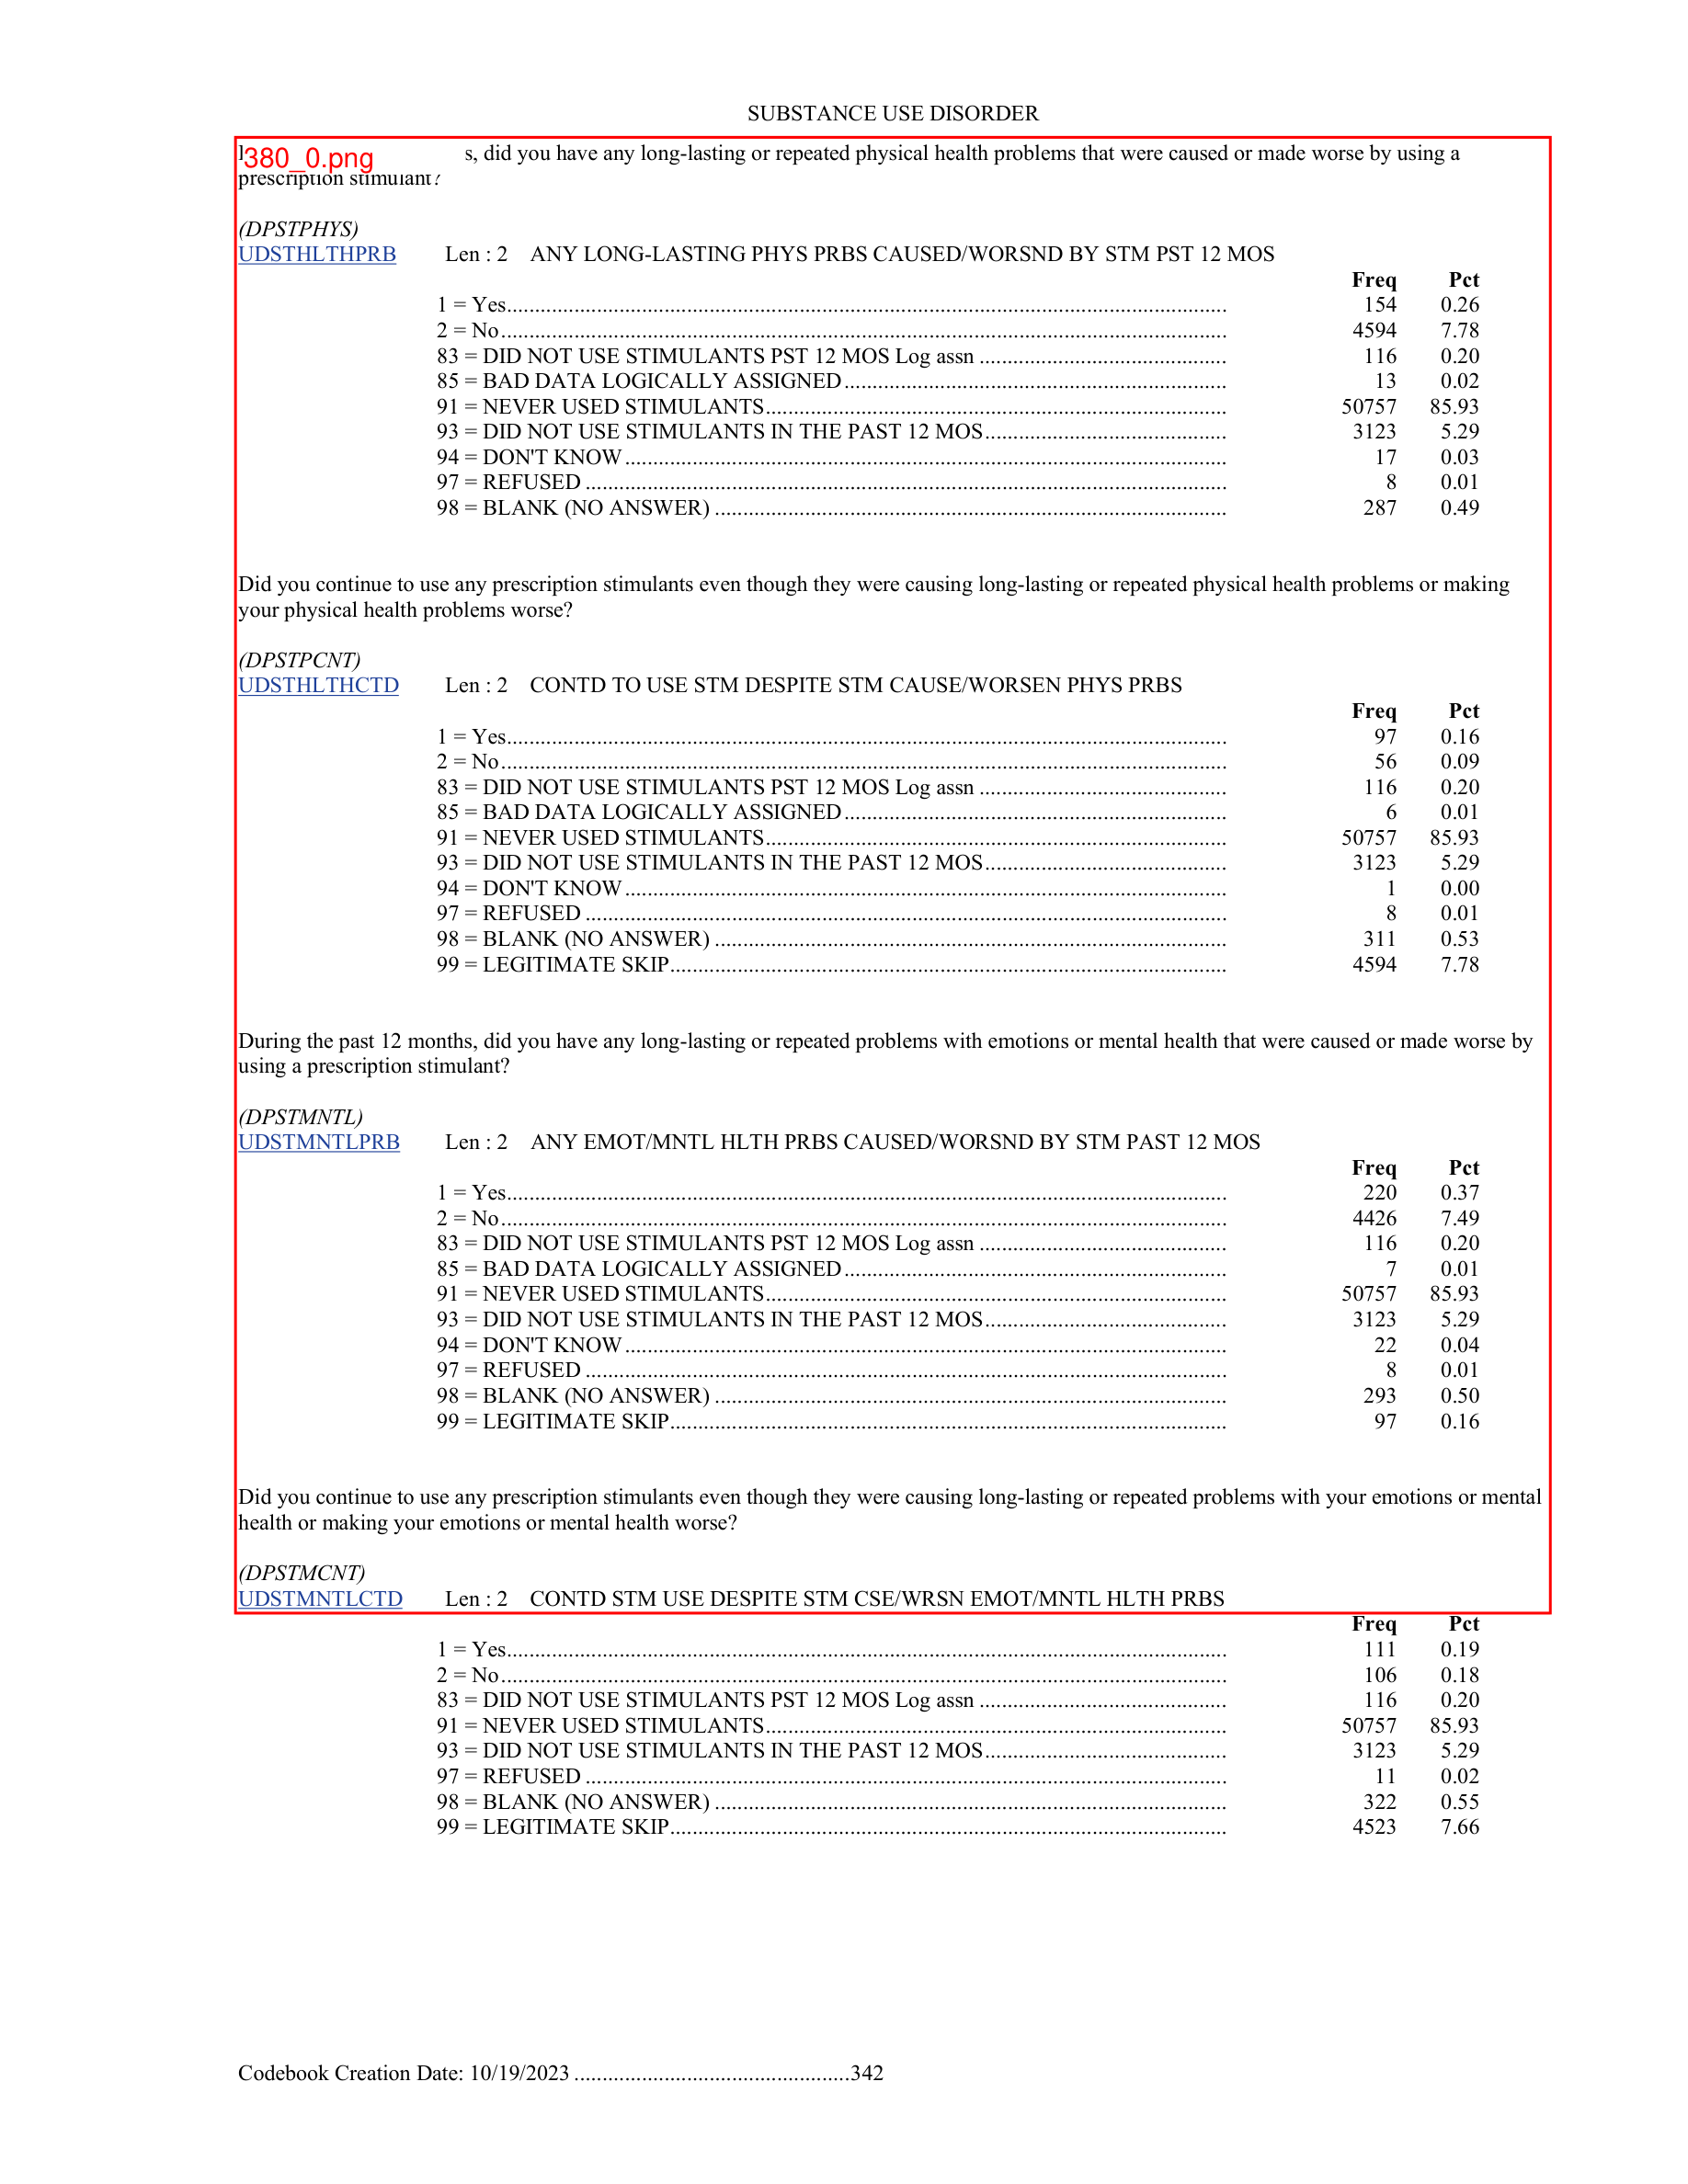 SUBSTANCE USE DISORDER
380_0.png s, did you have any long-lasting or repeated physical health problems that were caused or made worse by using a
prescription stimulant?
(DPSTPHYS)
UDSTHLTHPRB Len : 2 ANY LONG-LASTING PHYS PRBS CAUSED/WORSND BY STM PST 12 MOS
Freq Pct
1 = Yes 154 0.26
2 = No 4594 7.78
83 = DID NOT USE STIMULANTS PST 12 MOS Log assn 116 0.20
85 = BAD DATA LOGICALLY ASSIGNED 13 0.02
91 = NEVER USED STIMULANTS 50757 85.93
93 = DID NOT USE STIMULANTS IN THE PAST 12 MOS 3123 5.29
94 = DON'T KNOW 17 0.03
97 = REFUSED 8 0.01
98 = BLANK (NO ANSWER) 287 0.49
Did you continue to use any prescription stimulants even though they were causing long-lasting or repeated physical health problems or making
your physical health problems worse?
(DPSTPCNT)
UDSTHLTHCTD Len : 2 CONTD TO USE STM DESPITE STM CAUSE/WORSEN PHYS PRBS
Freq Pct
1 = Yes 97 0.16
2 = No 56 0.09
83 = DID NOT USE STIMULANTS PST 12 MOS Log assn 116 0.20
85 = BAD DATA LOGICALLY ASSIGNED 6 0.01
91 = NEVER USED STIMULANTS 50757 85.93
93 = DID NOT USE STIMULANTS IN THE PAST 12 MOS 3123 5.29
94 = DON'T KNOW 1 0.00
97 = REFUSED 8 0.01
98 = BLANK (NO ANSWER) 311 0.53
99 = LEGITIMATE SKIP 4594 7.78
During the past 12 months, did you have any long-lasting or repeated problems with emotions or mental health that were caused or made worse by
using a prescription stimulant?
(DPSTMNTL)
UDSTMNTLPRB Len : 2 ANY EMOT/MNTL HLTH PRBS CAUSED/WORSND BY STM PAST 12 MOS
Freq Pct
1 = Yes 220 0.37
2 = No 4426 7.49
83 = DID NOT USE STIMULANTS PST 12 MOS Log assn 116 0.20
85 = BAD DATA LOGICALLY ASSIGNED 7 0.01
91 = NEVER USED STIMULANTS 50757 85.93
93 = DID NOT USE STIMULANTS IN THE PAST 12 MOS 3123 5.29
94 = DON'T KNOW 22 0.04
97 = REFUSED 8 0.01
98 = BLANK (NO ANSWER) 293 0.50
99 = LEGITIMATE SKIP 97 0.16
Did you continue to use any prescription stimulants even though they were causing long-lasting or repeated problems with your emotions or mental
health or making your emotions or mental health worse?
(DPSTMCNT)
UDSTMNTLCTD Len : 2 CONTD STM USE DESPITE STM CSE/WRSN EMOT/MNTL HLTH PRBS
Freq Pct
1 = Yes 111 0.19
2 = No 106 0.18
83 = DID NOT USE STIMULANTS PST 12 MOS Log assn 116 0.20
91 = NEVER USED STIMULANTS 50757 85.93
93 = DID NOT USE STIMULANTS IN THE PAST 12 MOS 3123 5.29
97 = REFUSED 11 0.02
98 = BLANK (NO ANSWER) 322 0.55
99 = LEGITIMATE SKIP 4523 7.66
Codebook Creation Date: 10/19/2023 342